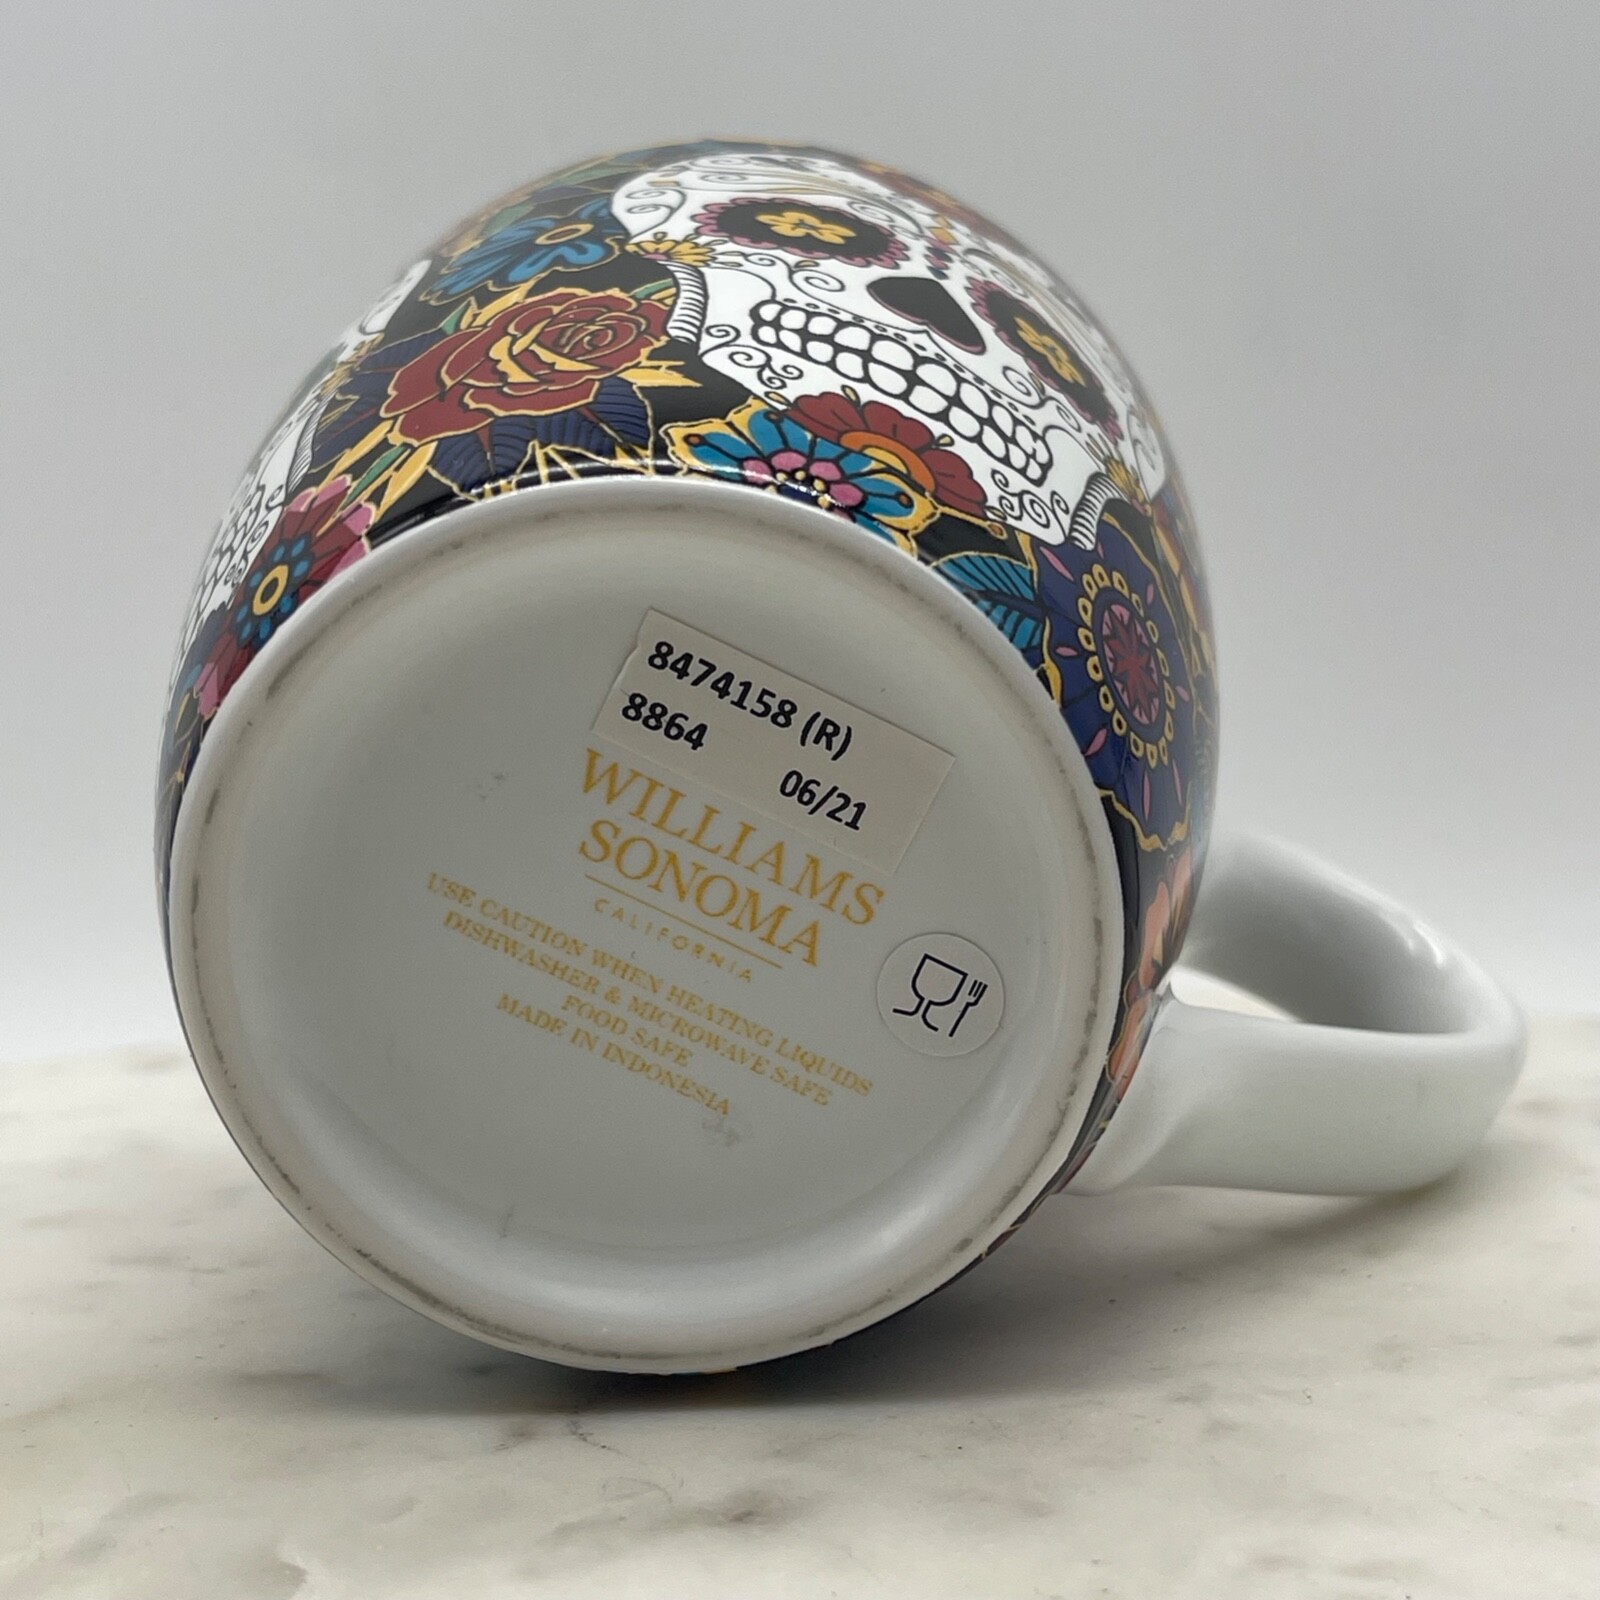 8474158 (R)
8864
06/21
WILLIAMS
SONOMA
CALIFORNIA
USE CAUTION WHEN HEATING LIQUIDS
DISHWASHER & MICROWAVE SAFE
FOOD SAFE
MADE IN INDONESIA